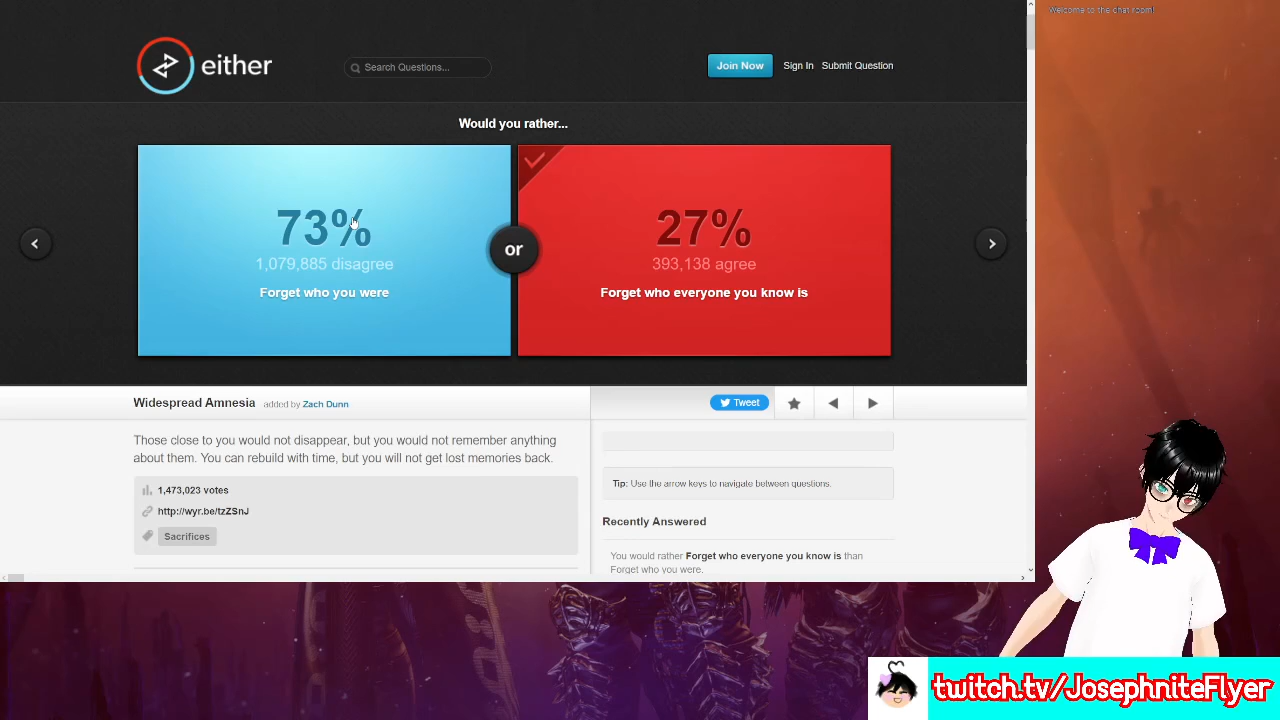 Welcome to the chat room!
either
Search Questions...
Join Now
Sign In
Submit Question
Would you rather...
73%
1,079,885 disagree
Forget who you were
or
27%
393,138 agree
Forget who everyone you know is
Widespread Amnesia added by Zach Dunn
Tweet
Those close to you would not disappear, but you would not remember anything
about them. You can rebuild with time, but you will not get lost memories back.
1,473,023 votes
http://wyr.be/tzZSnJ
Sacrifices
Tip: Use the arrow keys to navigate between questions.
Recently Answered
You would rather Forget who everyone you know is than
Forget who you were.
twitch.tv/JosephniteFlyer